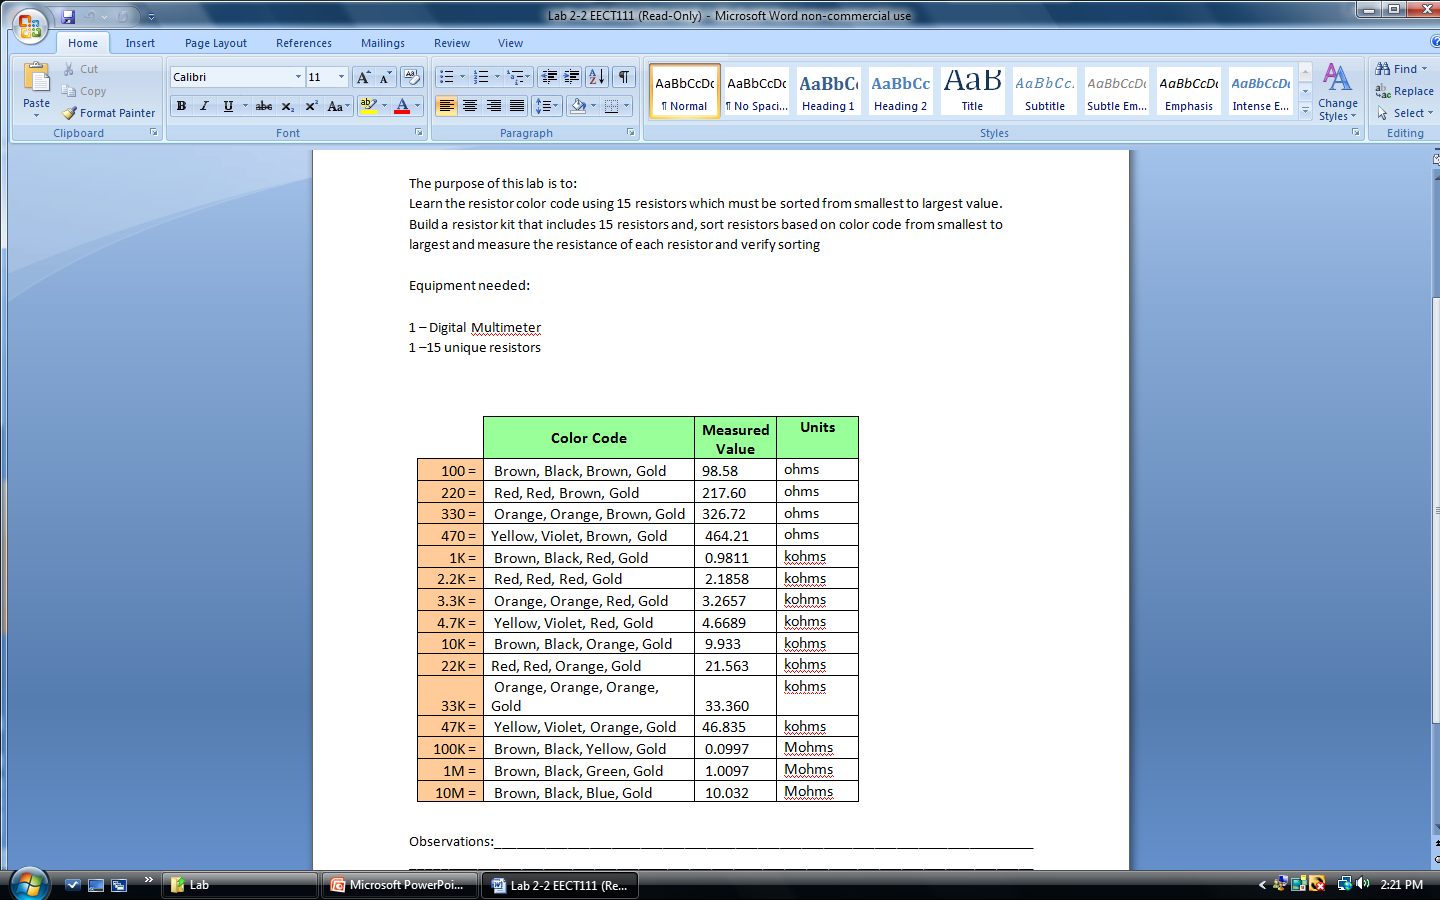 Lab 2-2 EECT111 (Read-Only) - Microsoft Word non-commercial use
Home Insert Page Layout References Mailings Review View
Paste
Cut
Copy
Format Painter
Clipboard
Calibri 11
B I U abc x₂ x² Aa
Font
Paragraph
AaBbCcDc AaBbCcDc AaBbC AaBbCc AaB AaBbCc. AaBbCcDc AaBbCcDc AaBbCcDc
¶ Normal ¶ No Spaci... Heading 1 Heading 2 Title Subtitle Subtle Em... Emphasis Intense E...
Change
Styles
Styles
Find
Replace
Select
Editing
The purpose of this lab is to:
Learn the resistor color code using 15 resistors which must be sorted from smallest to largest value.
Build a resistor kit that includes 15 resistors and, sort resistors based on color code from smallest to
largest and measure the resistance of each resistor and verify sorting
Equipment needed:
1 – Digital Multimeter
1 –15 unique resistors
Color Code Measured Units
Value
100 = Brown, Black, Brown, Gold 98.58 ohms
220 = Red, Red, Brown, Gold 217.60 ohms
330 = Orange, Orange, Brown, Gold 326.72 ohms
470 = Yellow, Violet, Brown, Gold 464.21 ohms
1K = Brown, Black, Red, Gold 0.9811 kohms
2.2K = Red, Red, Red, Gold 2.1858 kohms
3.3K = Orange, Orange, Red, Gold 3.2657 kohms
4.7K = Yellow, Violet, Red, Gold 4.6689 kohms
10K = Brown, Black, Orange, Gold 9.933 kohms
22K = Red, Red, Orange, Gold 21.563 kohms
Orange, Orange, Orange, kohms
33K = Gold 33.360
47K = Yellow, Violet, Orange, Gold 46.835 kohms
100K = Brown, Black, Yellow, Gold 0.0997 Mohms
1M = Brown, Black, Green, Gold 1.0097 Mohms
10M = Brown, Black, Blue, Gold 10.032 Mohms
Observations:
Lab Microsoft PowerPoi... Lab 2-2 EECT111 (Re... 2:21 PM